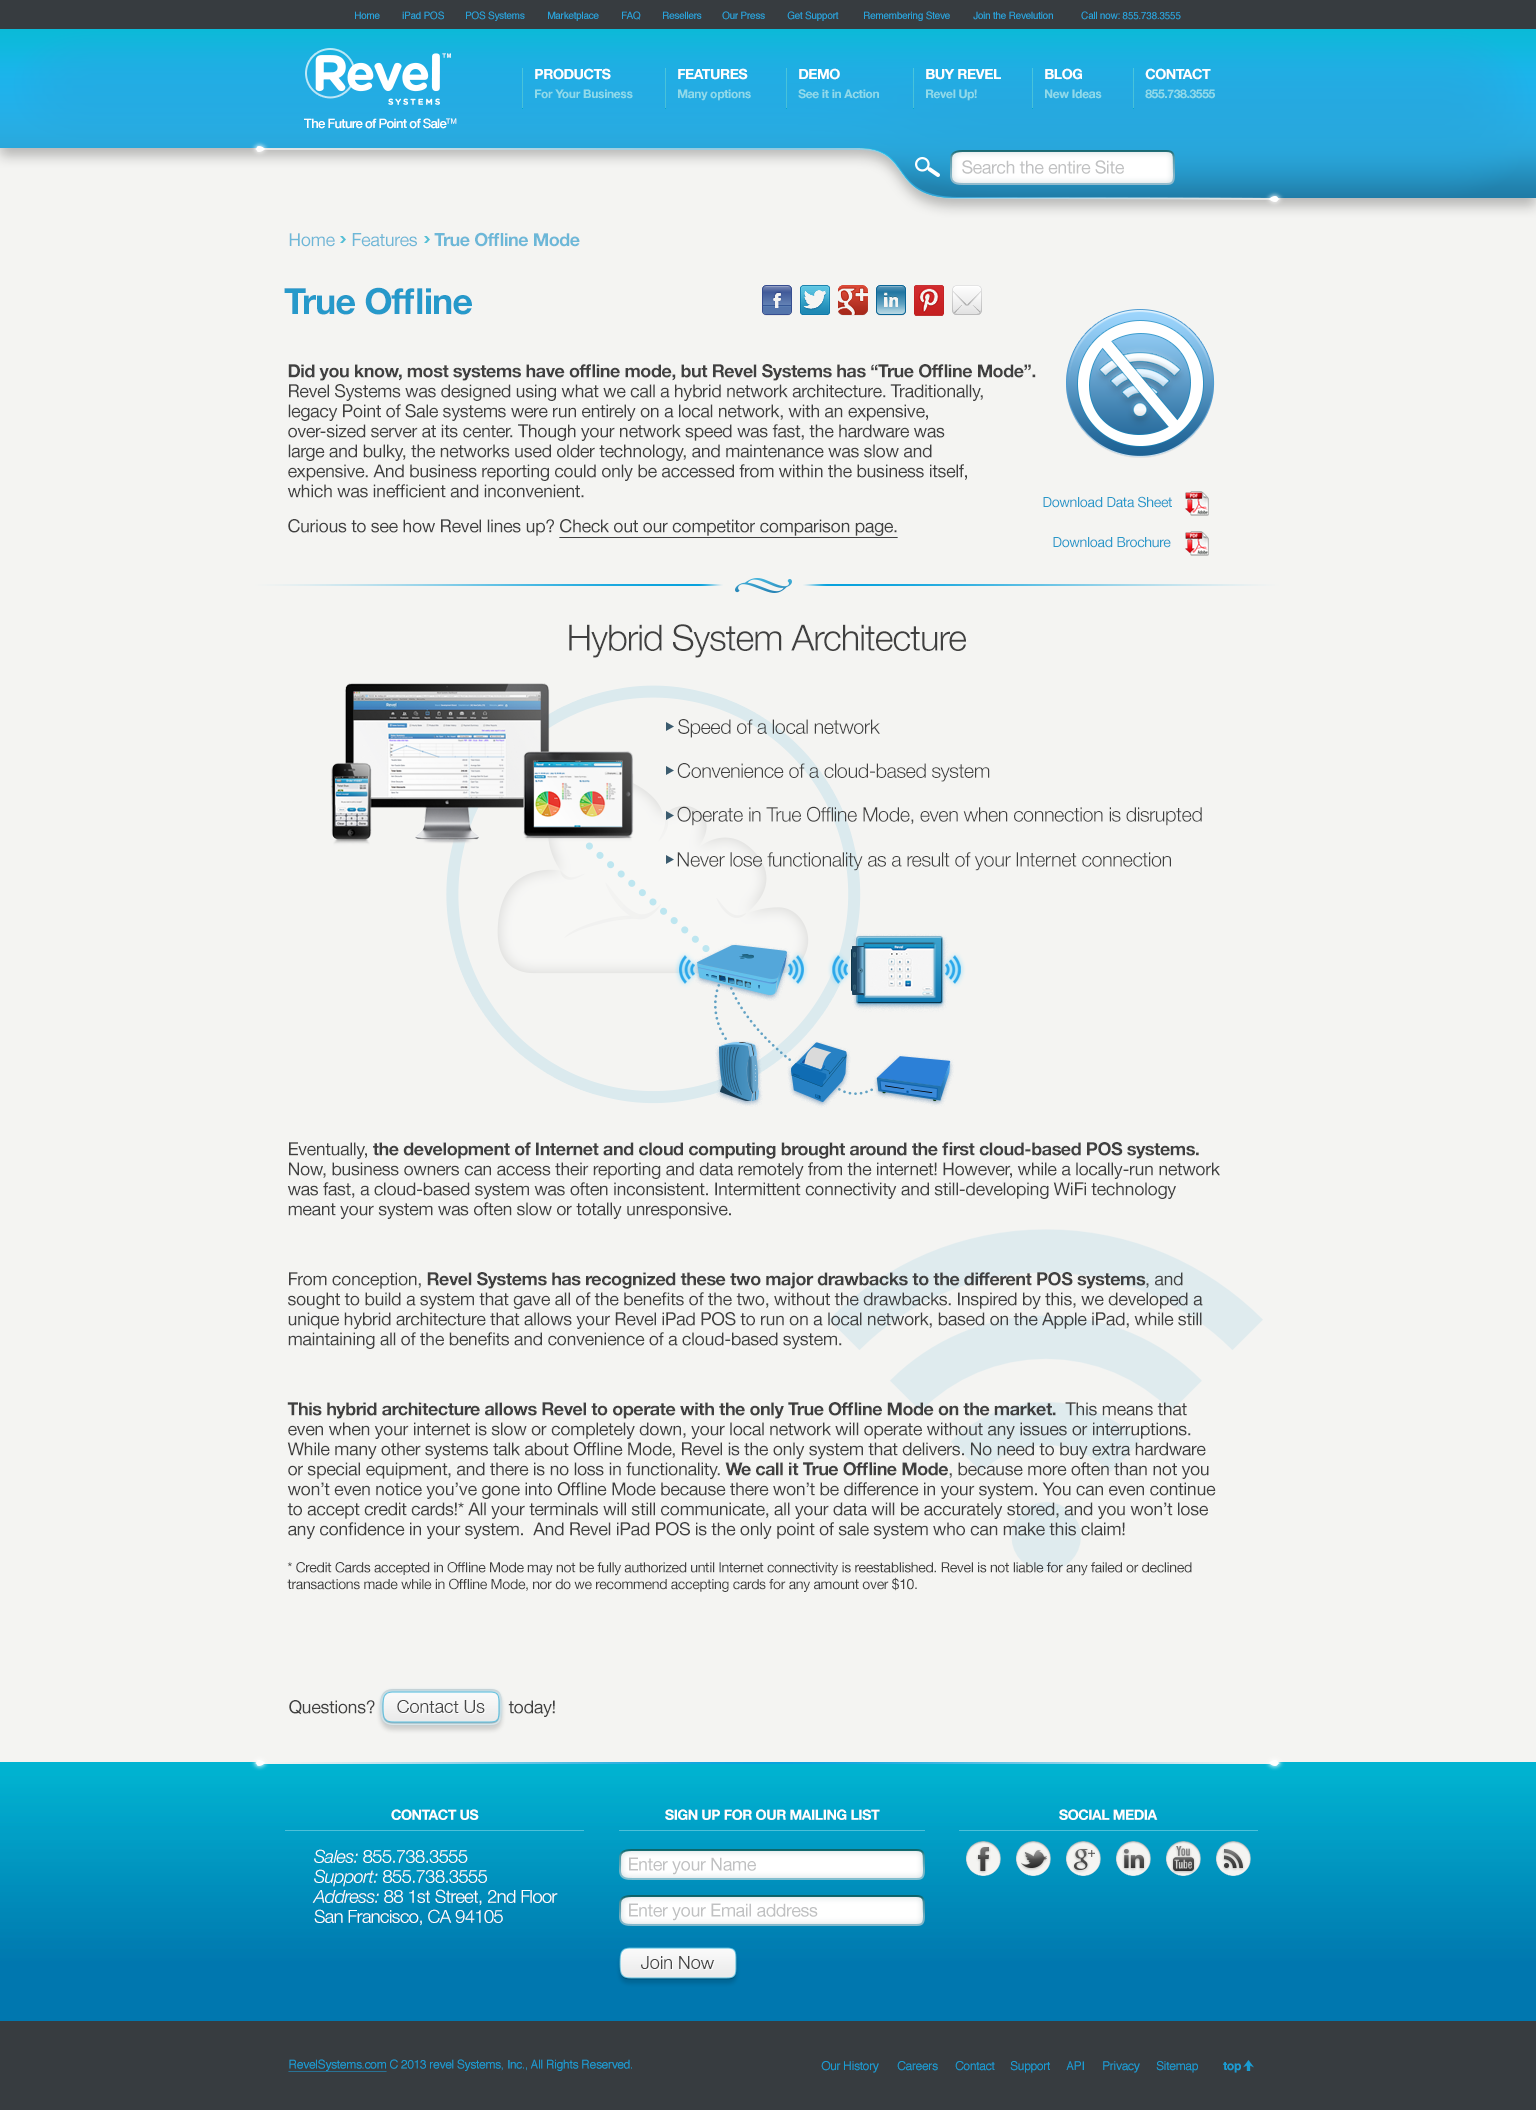 Home iPad POS POS Systems Marketplace FAQ Resellers Our Press Get Support Remembering Steve Join the Revelution Call now: 855.738.3555
Revel™
SYSTEMS
The Future of Point of Sale™
PRODUCTS FEATURES DEMO BUY REVEL BLOG CONTACT
For Your Business Many options See it in Action Revel Up! New Ideas 855.738.3555
Search the entire Site
Home › Features › True Offline Mode
True Offline
Did you know, most systems have offline mode, but Revel Systems has “True Offline Mode”.
Revel Systems was designed using what we call a hybrid network architecture. Traditionally,
legacy Point of Sale systems were run entirely on a local network, with an expensive,
over-sized server at its center. Though your network speed was fast, the hardware was
large and bulky, the networks used older technology, and maintenance was slow and
expensive. And business reporting could only be accessed from within the business itself,
which was inefficient and inconvenient.
Curious to see how Revel lines up? Check out our competitor comparison page.
Download Data Sheet
PDF
Adobe
Download Brochure
PDF
Adobe
Hybrid System Architecture
Revel
Speed of a local network
Convenience of a cloud-based system
Operate in True Offline Mode, even when connection is disrupted
Never lose functionality as a result of your Internet connection
Revel
Eventually, the development of Internet and cloud computing brought around the first cloud-based POS systems.
Now, business owners can access their reporting and data remotely from the internet! However, while a locally-run network
was fast, a cloud-based system was often inconsistent. Intermittent connectivity and still-developing WiFi technology
meant your system was often slow or totally unresponsive.
From conception, Revel Systems has recognized these two major drawbacks to the different POS systems, and
sought to build a system that gave all of the benefits of the two, without the drawbacks. Inspired by this, we developed a
unique hybrid architecture that allows your Revel iPad POS to run on a local network, based on the Apple iPad, while still
maintaining all of the benefits and convenience of a cloud-based system.
This hybrid architecture allows Revel to operate with the only True Offline Mode on the market. This means that
even when your internet is slow or completely down, your local network will operate without any issues or interruptions.
While many other systems talk about Offline Mode, Revel is the only system that delivers. No need to buy extra hardware
or special equipment, and there is no loss in functionality. We call it True Offline Mode, because more often than not you
won’t even notice you’ve gone into Offline Mode because there won’t be difference in your system. You can even continue
to accept credit cards!* All your terminals will still communicate, all your data will be accurately stored, and you won’t lose
any confidence in your system. And Revel iPad POS is the only point of sale system who can make this claim!
* Credit Cards accepted in Offline Mode may not be fully authorized until Internet connectivity is reestablished. Revel is not liable for any failed or declined
transactions made while in Offline Mode, nor do we recommend accepting cards for any amount over $10.
Questions? Contact Us today!
CONTACT US
Sales: 855.738.3555
Support: 855.738.3555
Address: 88 1st Street, 2nd Floor
San Francisco, CA 94105
SIGN UP FOR OUR MAILING LIST
Enter your Name
Enter your Email address
Join Now
SOCIAL MEDIA
You
Tube
RevelSystems.com C 2013 revel Systems, Inc., All Rights Reserved.
Our History Careers Contact Support API Privacy Sitemap top